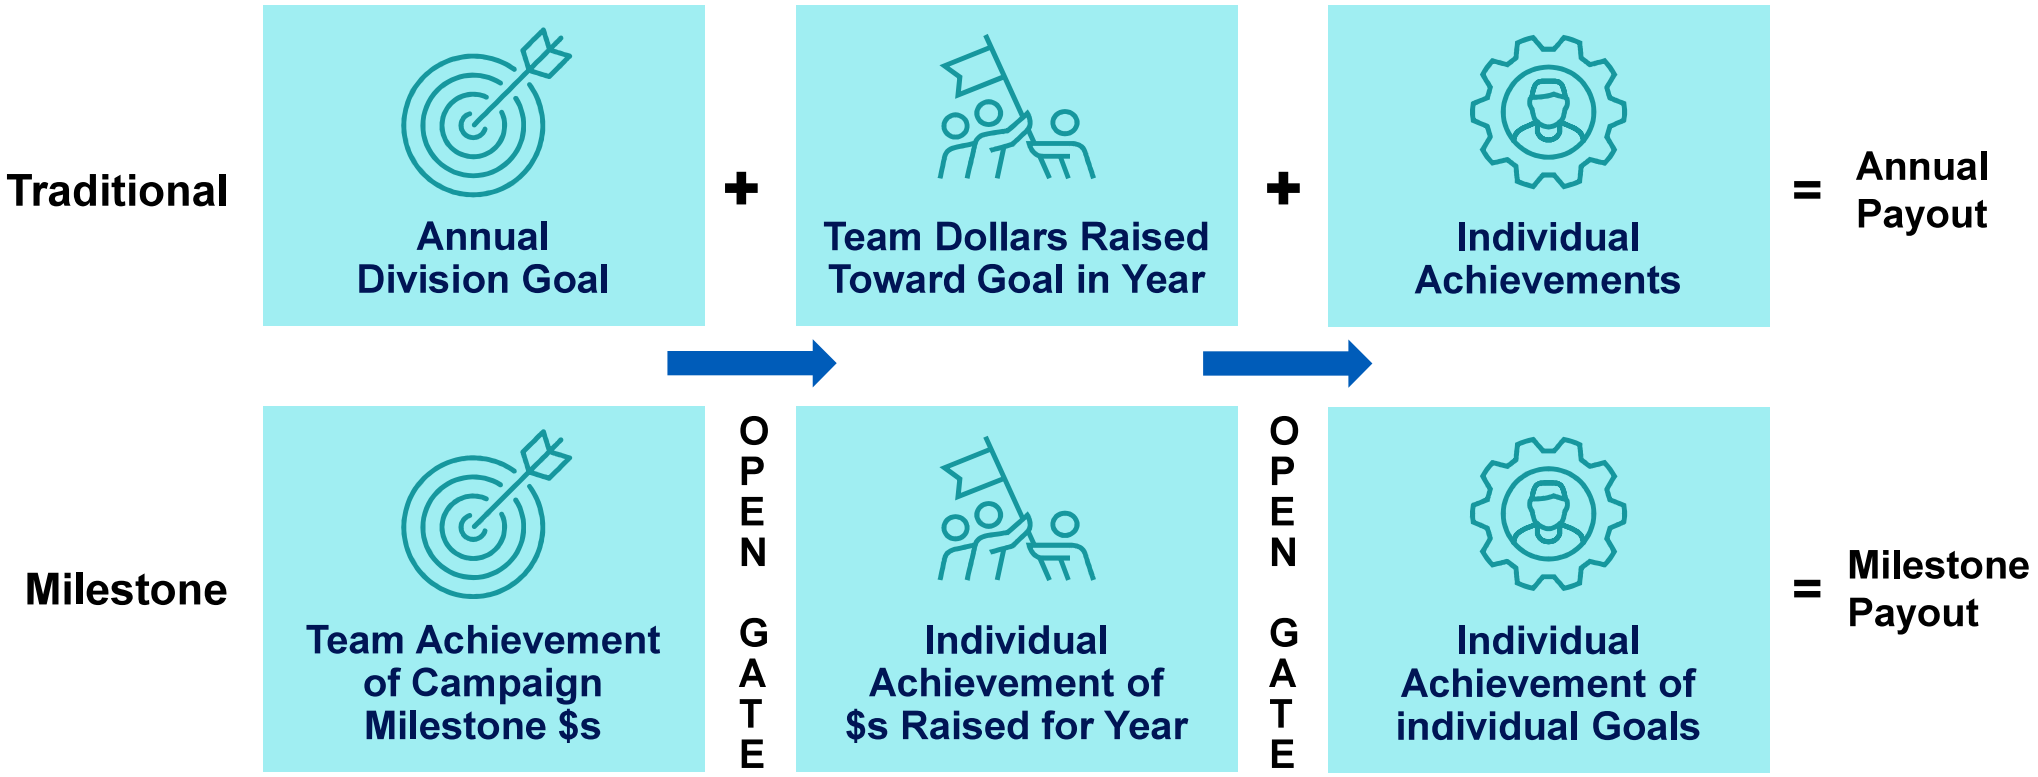 Traditional
Annual
Division Goal
+
Team Dollars Raised
Toward Goal in Year
+
Individual
Achievements
=
Annual
Payout
Milestone
Team Achievement
of Campaign
Milestone $s
OPEN GATE
Individual
Achievement of
$s Raised for Year
OPEN GATE
Individual
Achievement of
individual Goals
=
Milestone
Payout